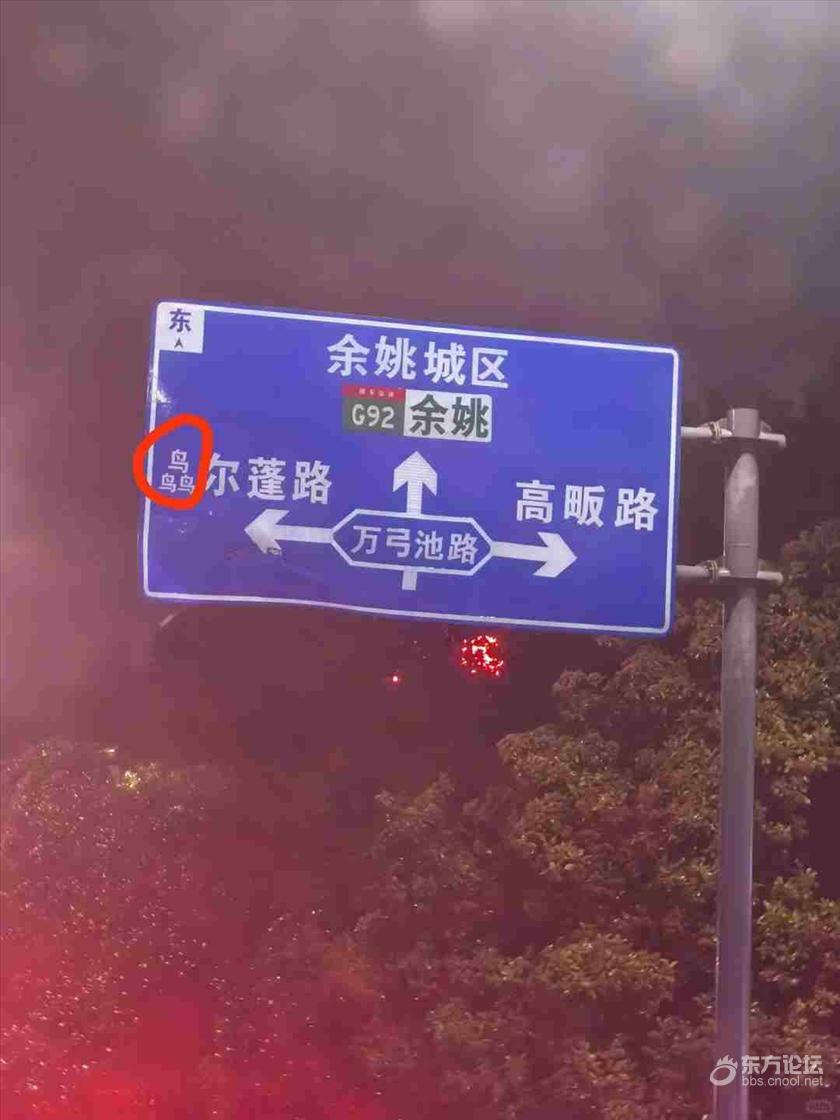 东
余姚城区
G92 余姚
鸟
鸟鸟尔蓬路
高畈路
万弓池路
东方论坛
bbs.cnool.net